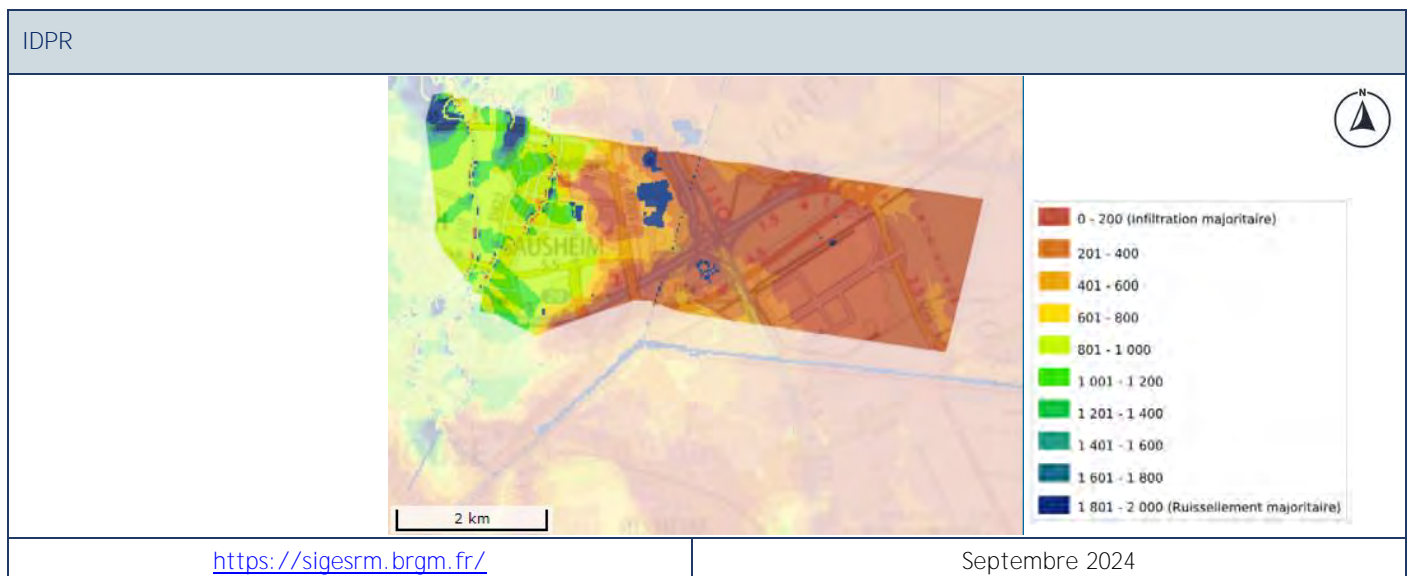 IDPR
N
AUSHEIM
0 - 200 (Infiltration majoritaire)
201 - 400
401 - 600
601 - 800
801 - 1 000
1 001 - 1 200
1 201 - 1 400
1 401 - 1 600
1 601 - 1 800
1 801 - 2 000 (Ruissellement majoritaire)
2 km
https://sigesrm.brgm.fr/
Septembre 2024